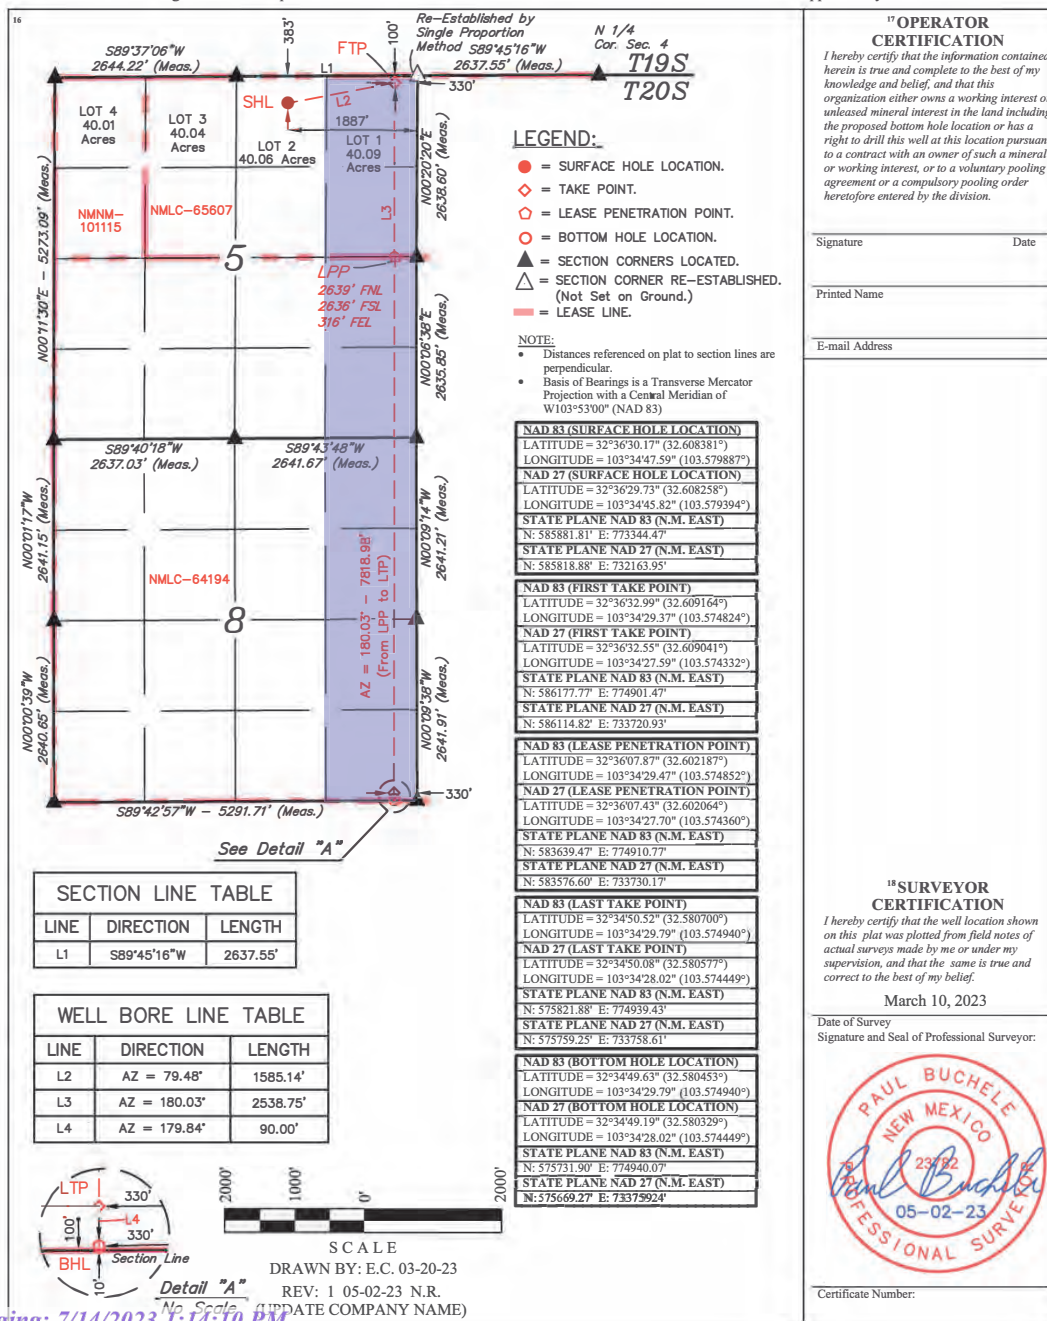 16
S89°37'06"W
2644.22' (Meas.)
383'
FTP
L1
100'
Re-Established by
Single Proportion
Method S89°45'16"W
2637.55' (Meas.)
N 1/4
Cor. Sec. 4
T19S
T20S
330'
SHL
L2
1887'
LOT 4
40.01
Acres
LOT 3
40.04
Acres
LOT 2
40.06 Acres
LOT 1
40.09
Acres
N00°20'20"E
2638.60' (Meas.)
NMNM-
101115
NMLC-65607
L3
5
N00°11'30"E - 5273.09' (Meas.)
LPP
2639' FNL
2636' FSL
316' FEL
N00°06'38"E
2635.85' (Meas.)
S89°40'18"W
2637.03' (Meas.)
S89°43'48"W
2641.67' (Meas.)
N00°01'17"W
2641.15' (Meas.)
N00°09'14"W
2641.21' (Meas.)
NMLC-64194
8
AZ = 180.03° - 7818.98'
(From LPP to LTP)
N00°00'39"W
2640.65' (Meas.)
N00°09'38"W
2641.91' (Meas.)
330'
S89°42'57"W - 5291.71' (Meas.)
See Detail "A"
LEGEND:
= SURFACE HOLE LOCATION.
= TAKE POINT.
= LEASE PENETRATION POINT.
= BOTTOM HOLE LOCATION.
= SECTION CORNERS LOCATED.
= SECTION CORNER RE-ESTABLISHED.
(Not Set on Ground.)
= LEASE LINE.
NOTE:
• Distances referenced on plat to section lines are
perpendicular.
• Basis of Bearings is a Transverse Mercator
Projection with a Central Meridian of
W103°53'00" (NAD 83)
NAD 83 (SURFACE HOLE LOCATION)
LATITUDE = 32°36'30.17" (32.608381°)
LONGITUDE = 103°34'47.59" (103.579887°)
NAD 27 (SURFACE HOLE LOCATION)
LATITUDE = 32°36'29.73" (32.608258°)
LONGITUDE = 103°34'45.82" (103.579394°)
STATE PLANE NAD 83 (N.M. EAST)
N: 585881.81' E: 773344.47'
STATE PLANE NAD 27 (N.M. EAST)
N: 585818.88' E: 732163.95'
NAD 83 (FIRST TAKE POINT)
LATITUDE = 32°36'32.99" (32.609164°)
LONGITUDE = 103°34'29.37" (103.574824°)
NAD 27 (FIRST TAKE POINT)
LATITUDE = 32°36'32.55" (32.609041°)
LONGITUDE = 103°34'27.59" (103.574332°)
STATE PLANE NAD 83 (N.M. EAST)
N: 586177.77' E: 774901.47'
STATE PLANE NAD 27 (N.M. EAST)
N: 586114.82' E: 733720.93'
NAD 83 (LEASE PENETRATION POINT)
LATITUDE = 32°36'07.87" (32.602187°)
LONGITUDE = 103°34'29.47" (103.574852°)
NAD 27 (LEASE PENETRATION POINT)
LATITUDE = 32°36'07.43" (32.602064°)
LONGITUDE = 103°34'27.70" (103.574360°)
STATE PLANE NAD 83 (N.M. EAST)
N: 583639.47' E: 774910.77'
STATE PLANE NAD 27 (N.M. EAST)
N: 583576.60' E: 733730.17'
NAD 83 (LAST TAKE POINT)
LATITUDE = 32°34'50.52" (32.580700°)
LONGITUDE = 103°34'29.79" (103.574940°)
NAD 27 (LAST TAKE POINT)
LATITUDE = 32°34'50.08" (32.580577°)
LONGITUDE = 103°34'28.02" (103.574449°)
STATE PLANE NAD 83 (N.M. EAST)
N: 575821.88' E: 774939.43'
STATE PLANE NAD 27 (N.M. EAST)
N: 575759.25' E: 733758.61'
NAD 83 (BOTTOM HOLE LOCATION)
LATITUDE = 32°34'49.63" (32.580453°)
LONGITUDE = 103°34'29.79" (103.574940°)
NAD 27 (BOTTOM HOLE LOCATION)
LATITUDE = 32°34'49.19" (32.580329°)
LONGITUDE = 103°34'28.02" (103.574449°)
STATE PLANE NAD 83 (N.M. EAST)
N: 575731.90' E: 774940.07'
STATE PLANE NAD 27 (N.M. EAST)
N: 575669.27' E: 73375924'
SECTION LINE TABLE
LINE DIRECTION LENGTH
L1 S89°45'16"W 2637.55'
WELL BORE LINE TABLE
LINE DIRECTION LENGTH
L2 AZ = 79.48° 1585.14'
L3 AZ = 180.03° 2538.75'
L4 AZ = 179.84° 90.00'
LTP
330'
L4
100'
330'
BHL
Section Line
10'
Detail "A"
No Scale
2000' 1000' 0' 2000'
SCALE
DRAWN BY: E.C. 03-20-23
REV: 1 05-02-23 N.R.
(UPDATE COMPANY NAME)
ging: 7/14/2023 1:14:10 PM
17 OPERATOR
CERTIFICATION
I hereby certify that the information contained
herein is true and complete to the best of my
knowledge and belief, and that this
organization either owns a working interest o
unleased mineral interest in the land including
the proposed bottom hole location or has a
right to drill this well at this location pursuan
to a contract with an owner of such a mineral
or working interest, or to a voluntary pooling
agreement or a compulsory pooling order
heretofore entered by the division.
Signature Date
Printed Name
E-mail Address
18 SURVEYOR
CERTIFICATION
I hereby certify that the well location shown
on this plat was plotted from field notes of
actual surveys made by me or under my
supervision, and that the same is true and
correct to the best of my belief.
March 10, 2023
Date of Survey
Signature and Seal of Professional Surveyor:
PAUL BUCHELE
NEW MEXICO
23782
Paul Buchele
05-02-23
PROFESSIONAL SURVEYOR
Certificate Number: